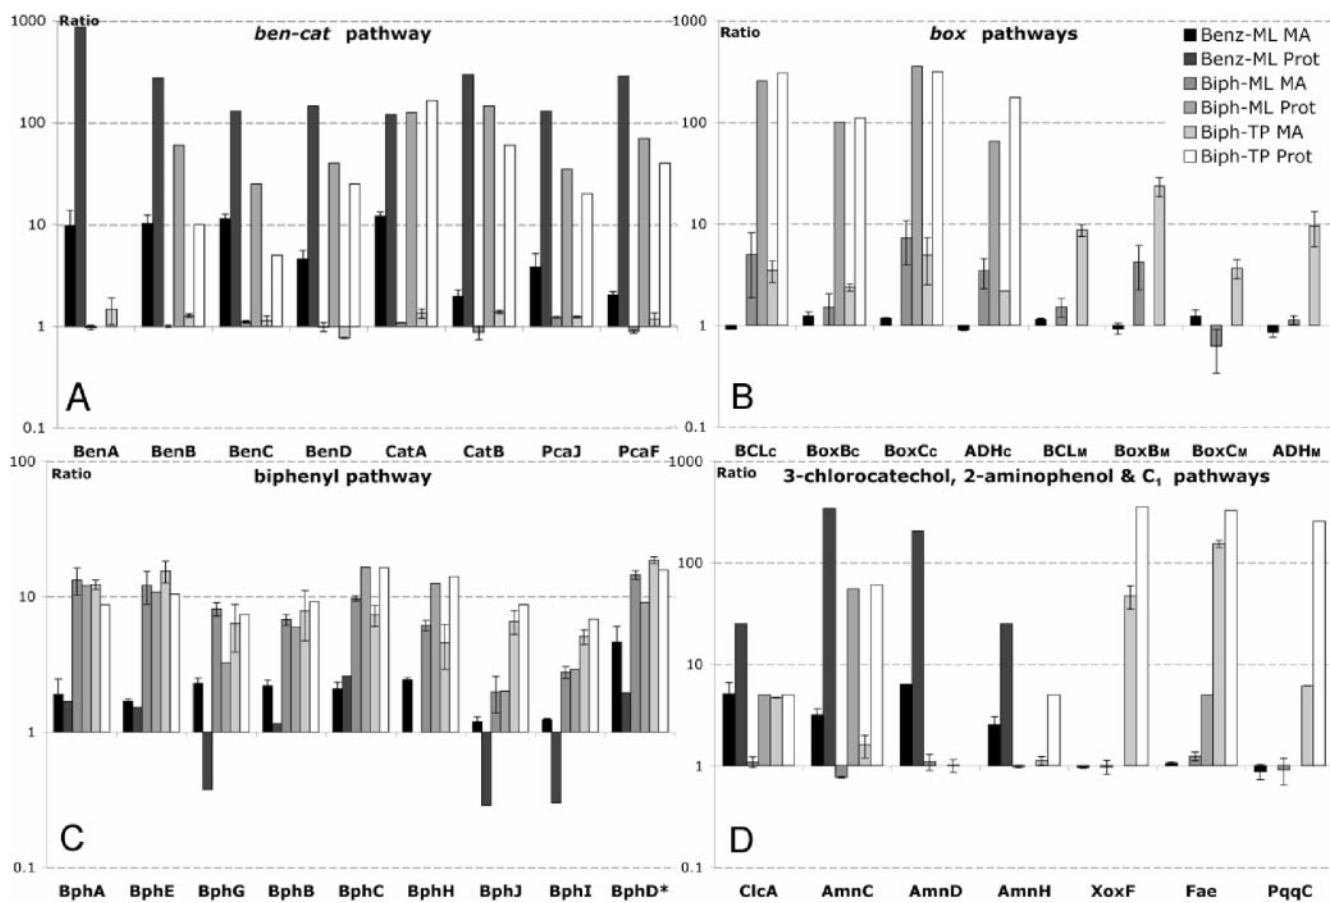 1000
Ratio
ben-cat pathway
100
10
1
0.1
A
BenA BenB BenC BenD CatA CatB PcaJ PcaF
1000
Ratio
box pathways
Benz-ML MA
Benz-ML Prot
Biph-ML MA
Biph-ML Prot
Biph-TP MA
Biph-TP Prot
100
10
1
0.1
B
BCLC BoxBC BoxCC ADHC BCLM BoxBM BoxCM ADHM
100
Ratio
biphenyl pathway
10
1
0.1
C
BphA BphE BphG BphB BphC BphH BphJ BphI BphD*
1000
Ratio
3-chlorocatechol, 2-aminophenol & C1 pathways
100
10
1
0.1
D
ClcA AmnC AmnD AmnH XoxF Fae PqqC